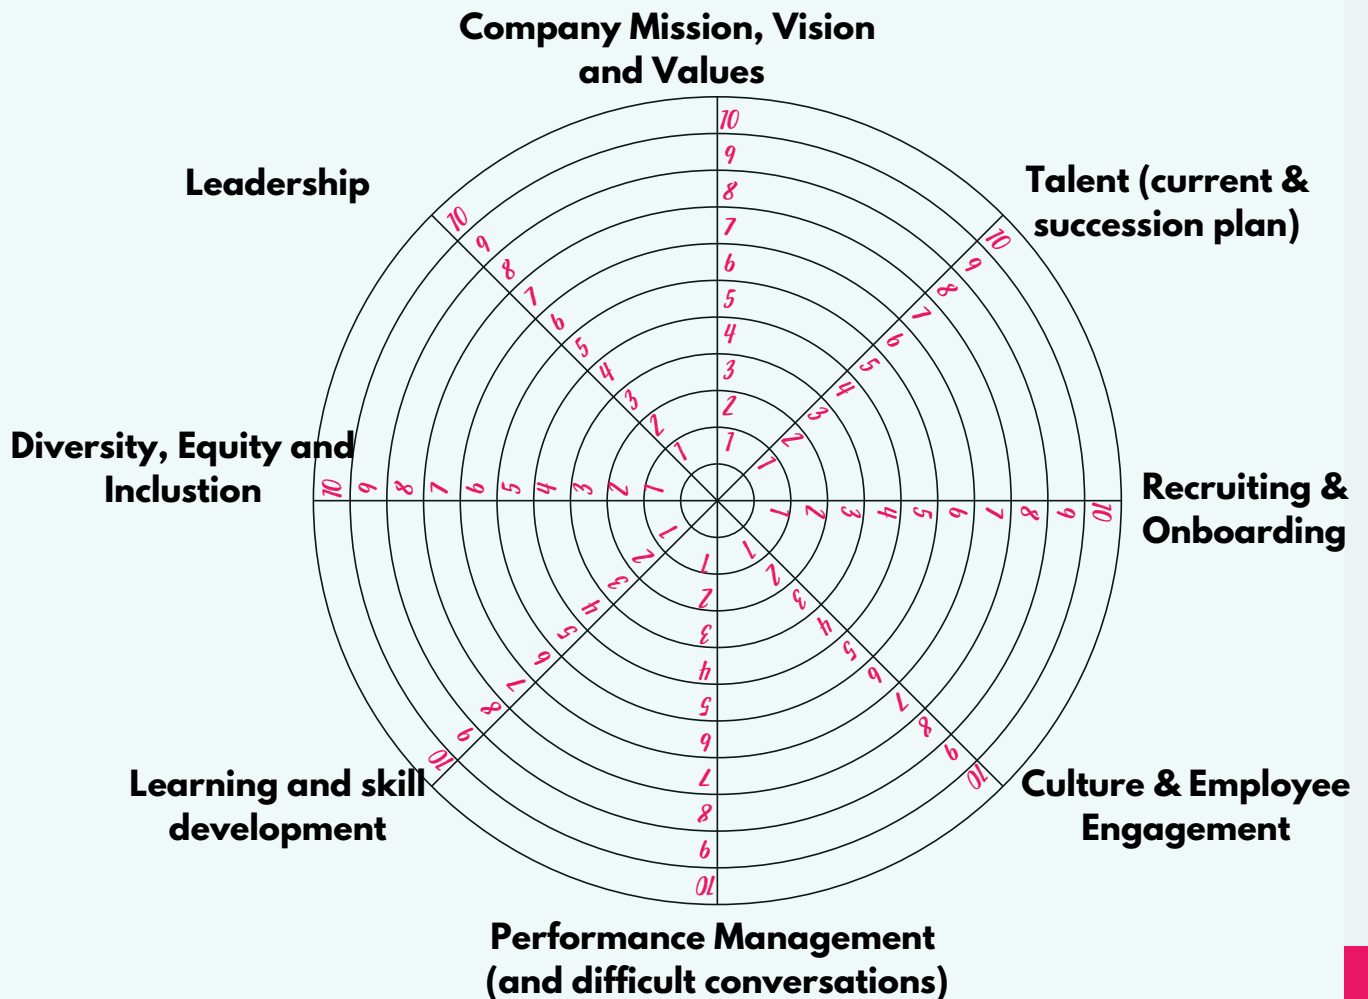 Company Mission, Vision
and Values
Leadership
Talent (current &
succession plan)
Diversity, Equity and
Inclustion
Recruiting &
Onboarding
Learning and skill
development
Culture & Employee
Engagement
Performance Management
(and difficult conversations)
10 9 8 7 6 5 4 3 2 1
10 9 8 7 6 5 4 3 2 1
10 9 8 7 6 5 4 3 2 1
10 9 8 7 6 5 4 3 2 1
1 2 3 4 5 6 7 8 9 10
1 2 3 4 5 6 7 8 9 10
1 2 3 4 5 6 7 8 9 10
1 2 3 4 5 6 7 8 9 10